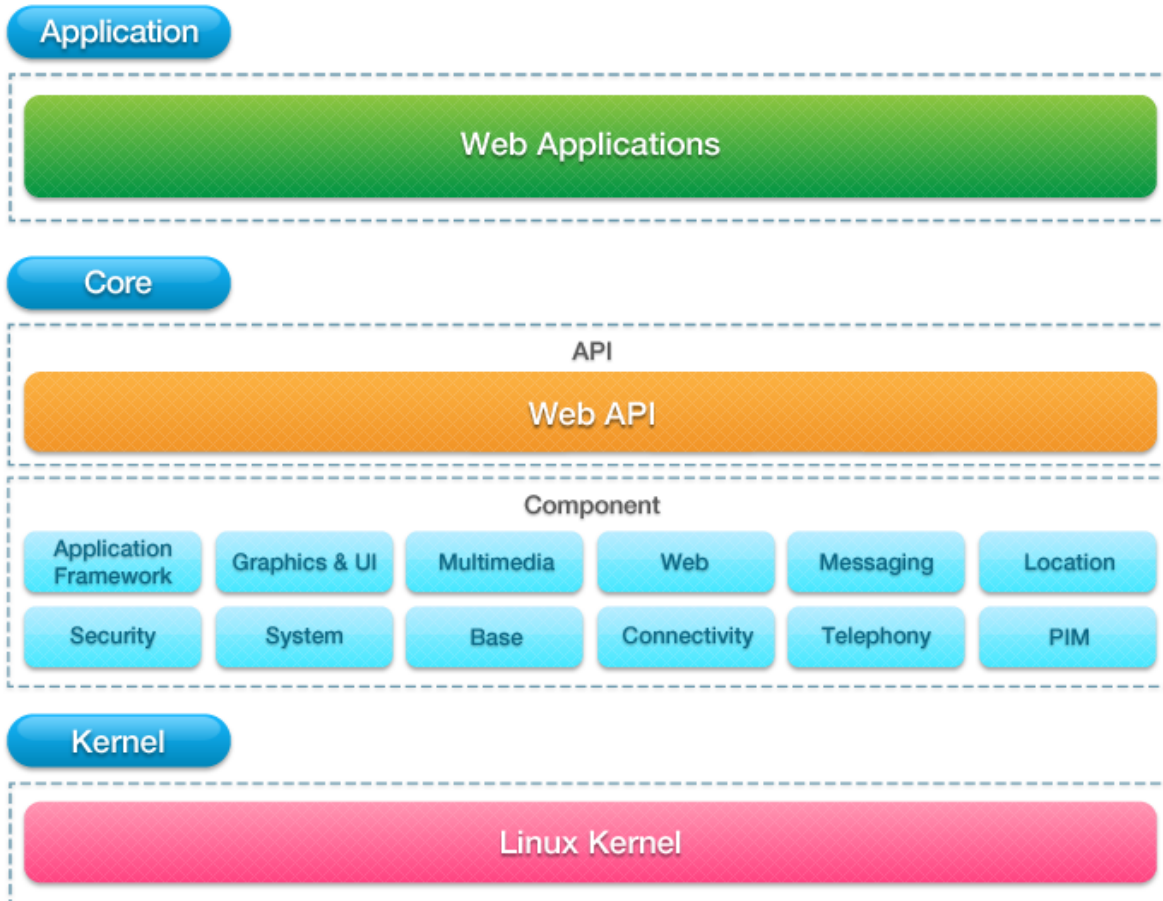 Application
Web Applications
Core
API
Web API
Component
Application
Framework
Graphics & UI
Multimedia
Web
Messaging
Location
Security
System
Base
Connectivity
Telephony
PIM
Kernel
Linux Kernel